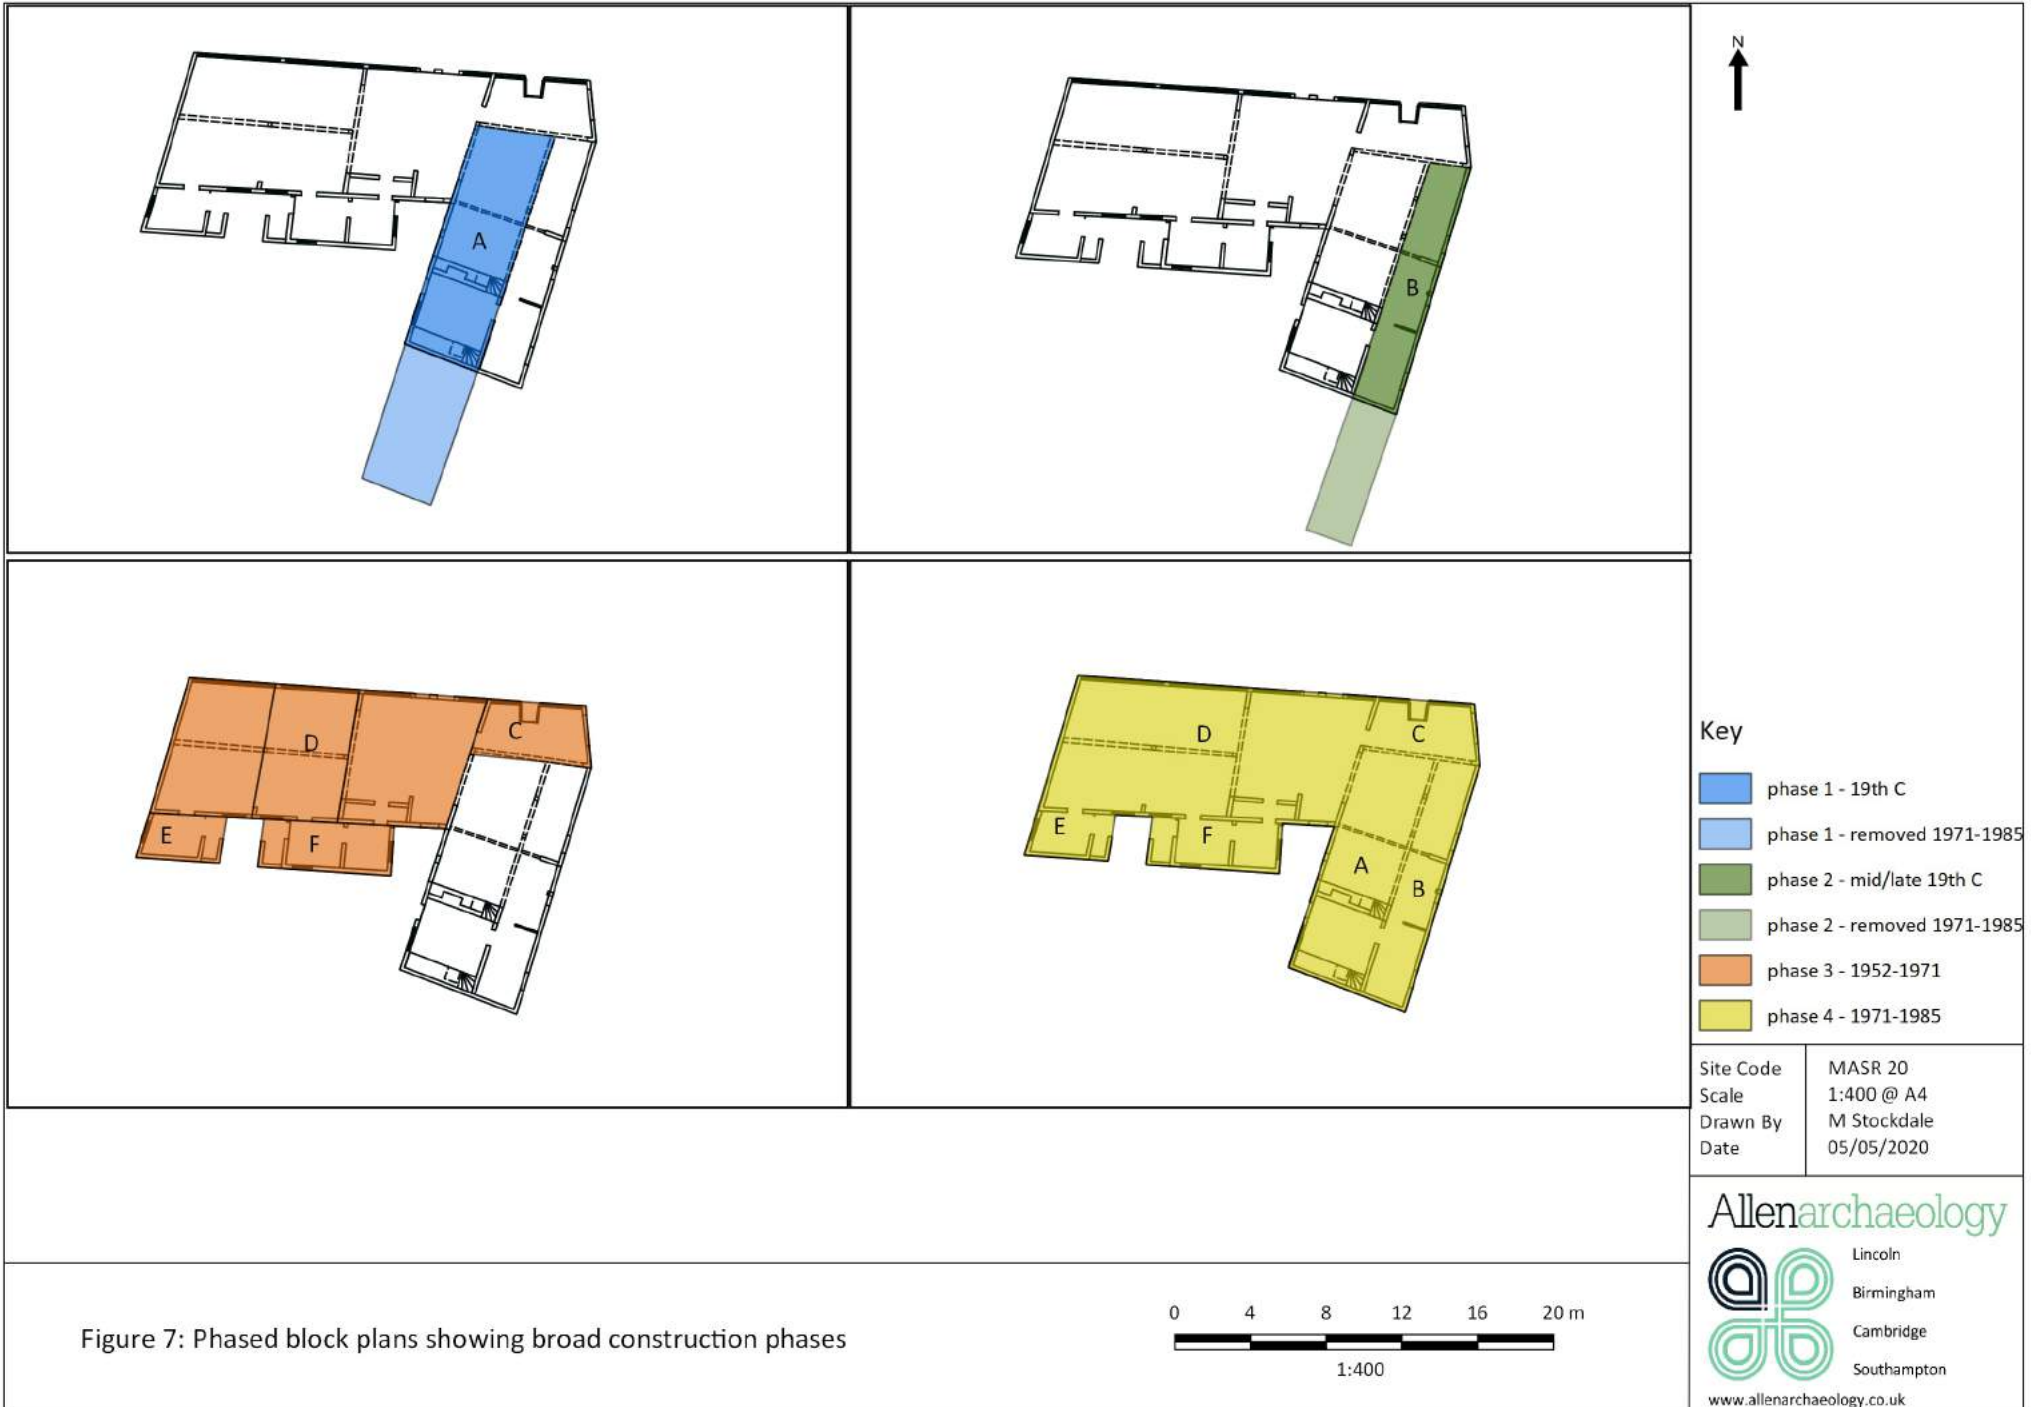 A
B
D
C
E
F
D
C
E
F
A
B
N
Key
phase 1 - 19th C
phase 1 - removed 1971-1985
phase 2 - mid/late 19th C
phase 2 - removed 1971-1985
phase 3 - 1952-1971
phase 4 - 1971-1985
Site Code MASR 20
Scale 1:400 @ A4
Drawn By M Stockdale
Date 05/05/2020
Allenarchaeology
Lincoln
Birmingham
Cambridge
Southampton
www.allenarchaeology.co.uk
Figure 7: Phased block plans showing broad construction phases
0 4 8 12 16 20 m
1:400